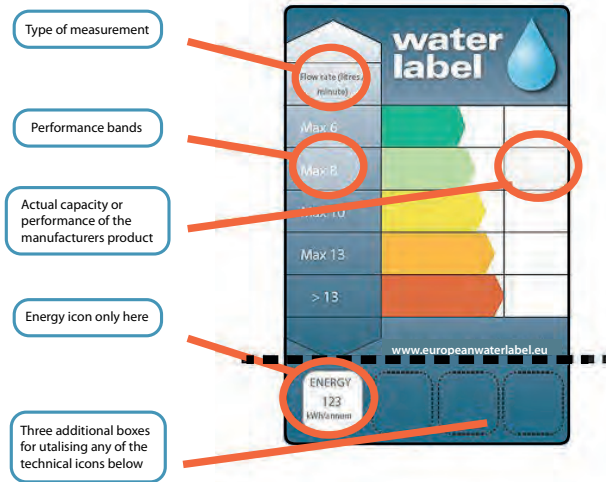 Type of measurement
water
label
Flow rate (litres,
minute)
Performance bands
Max 6
Max 8
Actual capacity or
performance of the
manufacturers product
Max 10
Max 13
Energy icon only here
> 13
www.europeanwaterlabel.eu
ENERGY
123
kWh/annum
Three additional boxes
for utalising any of the
technical icons below